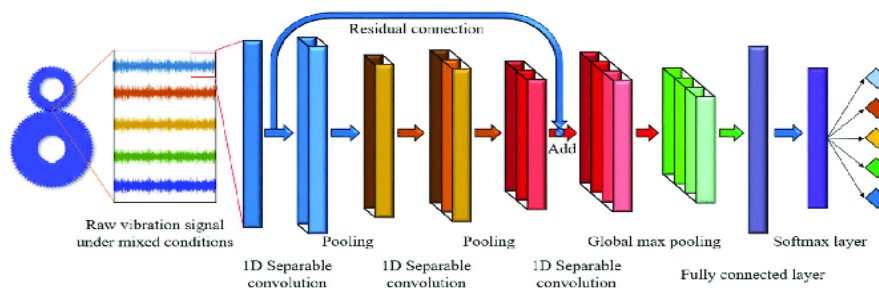 Residual connection
Add
Raw vibration signal
under mixed conditions
Pooling
Pooling
Global max pooling
Softmax layer
1D Separable
convolution
1D Separable
convolution
1D Separable
convolution
Fully connected layer